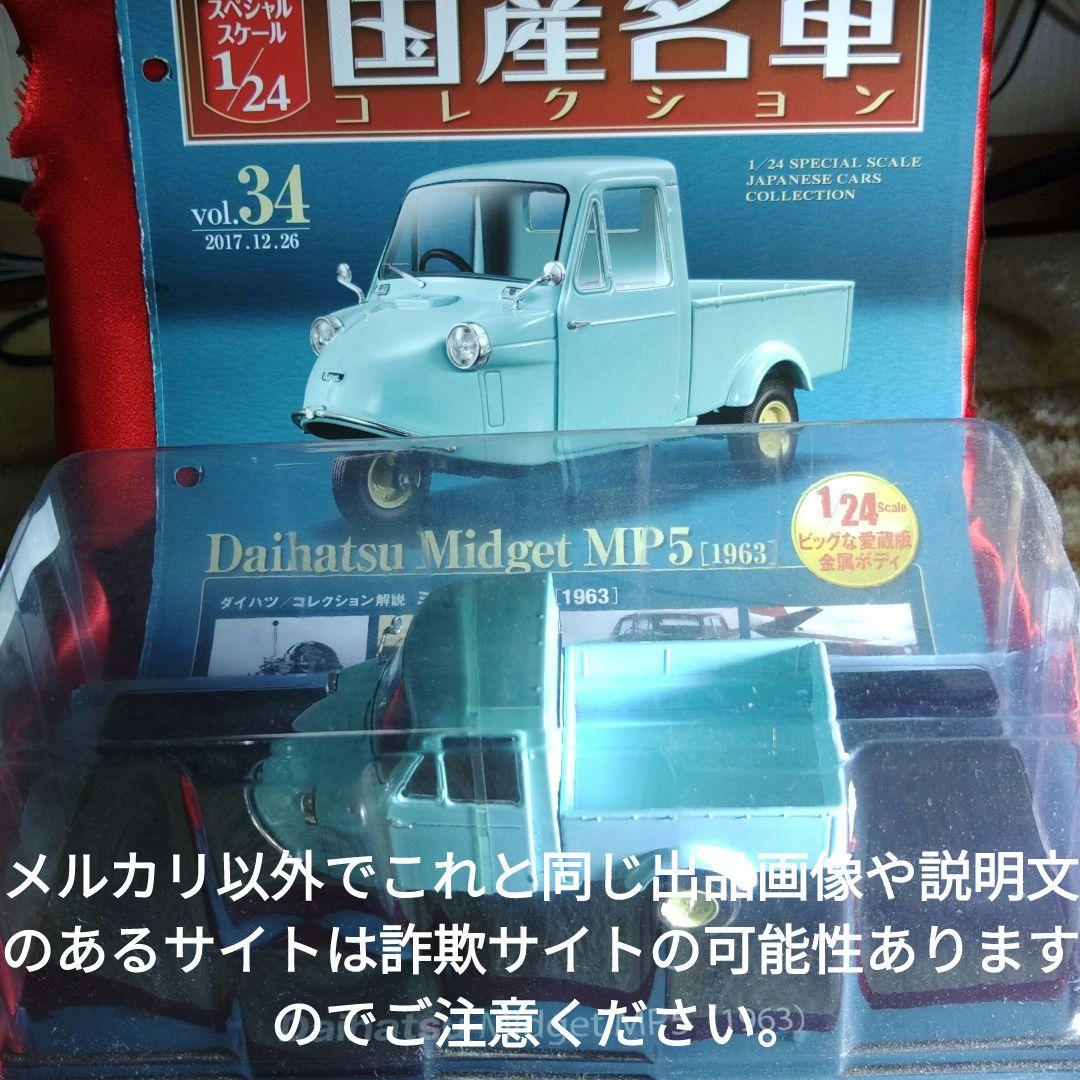 スペシャル
スケール
1/24
国産名車
コレクション
1/24 SPECIAL SCALE
JAPANESE CARS
COLLECTION
vol.34
2017.12.26
1/24 Scale
ビッグな愛蔵版
金属ボディ
Daihatsu Midget MP5 [1963]
ダイハツ／コレクション解説
[1963]
メルカリ以外でこれと同じ出品画像や説明文
のあるサイトは詐欺サイトの可能性あります
のでご注意ください。
Daihatsu Midget MP5 (1963)